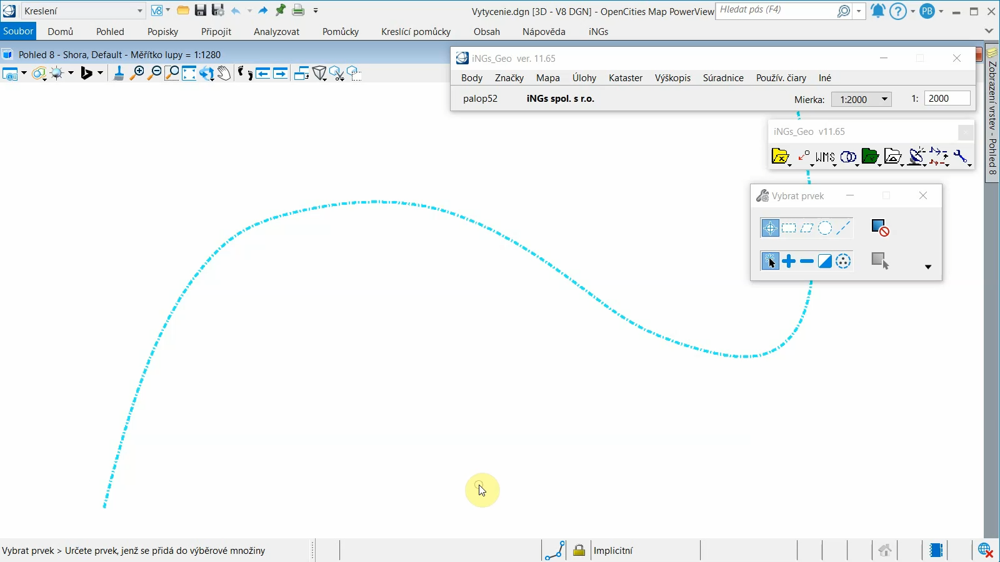 Kreslení
V8
Vytycenie.dgn [3D - V8 DGN] - OpenCities Map PowerView
Hledat pás (F4)
?
PB
Soubor
Domů
Pohled
Popisky
Připojit
Analyzovat
Pomůcky
Kreslící pomůcky
Obsah
Nápověda
iNGs
Pohled 8 - Shora, Default - Měřítko lupy = 1:1280
iNGs_Geo ver. 11.65
Body
Značky
Mapa
Úlohy
Kataster
Výškopis
Súradnice
Použív. čiary
Iné
palop52
iNGs spol. s r.o.
Mierka:
1:2000
1:
2000
Zobrazení vrstev - Pohled 8
iNGs_Geo v11.65
WMS
Vybrat prvek
Vybrat prvek > Určete prvek, jenž se přidá do výběrové množiny
Implicitní